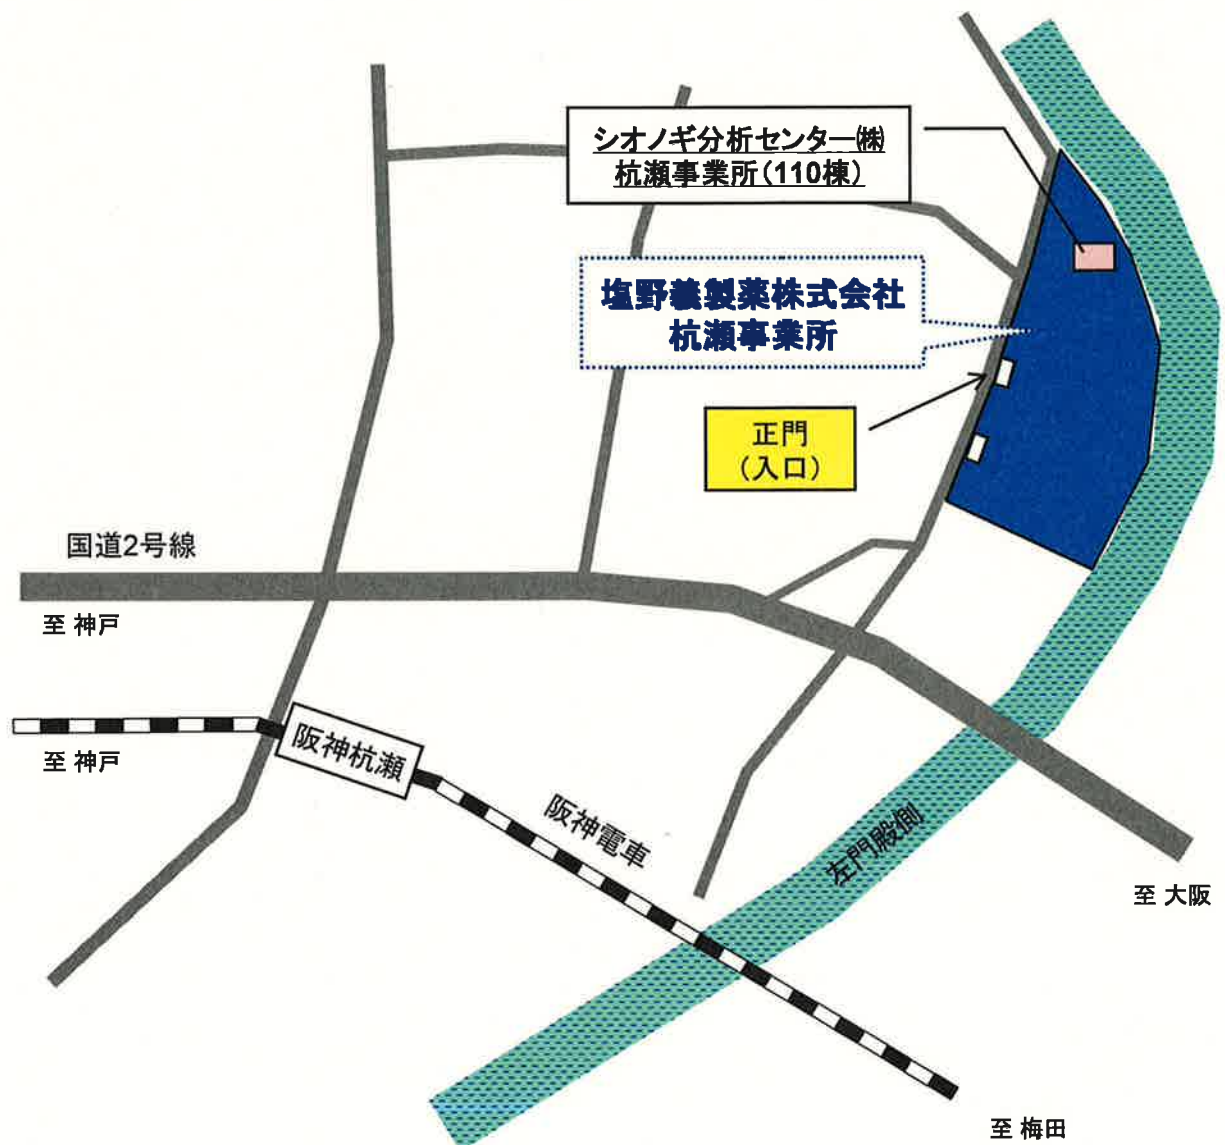 シオノギ分析センター㈱
杭瀬事業所（110棟）
塩野義製薬株式会社
杭瀬事業所
正門
（入口）
国道2号線
至 神戸
阪神杭瀬
至 神戸
阪神電車
左門殿側
至 大阪
至 梅田